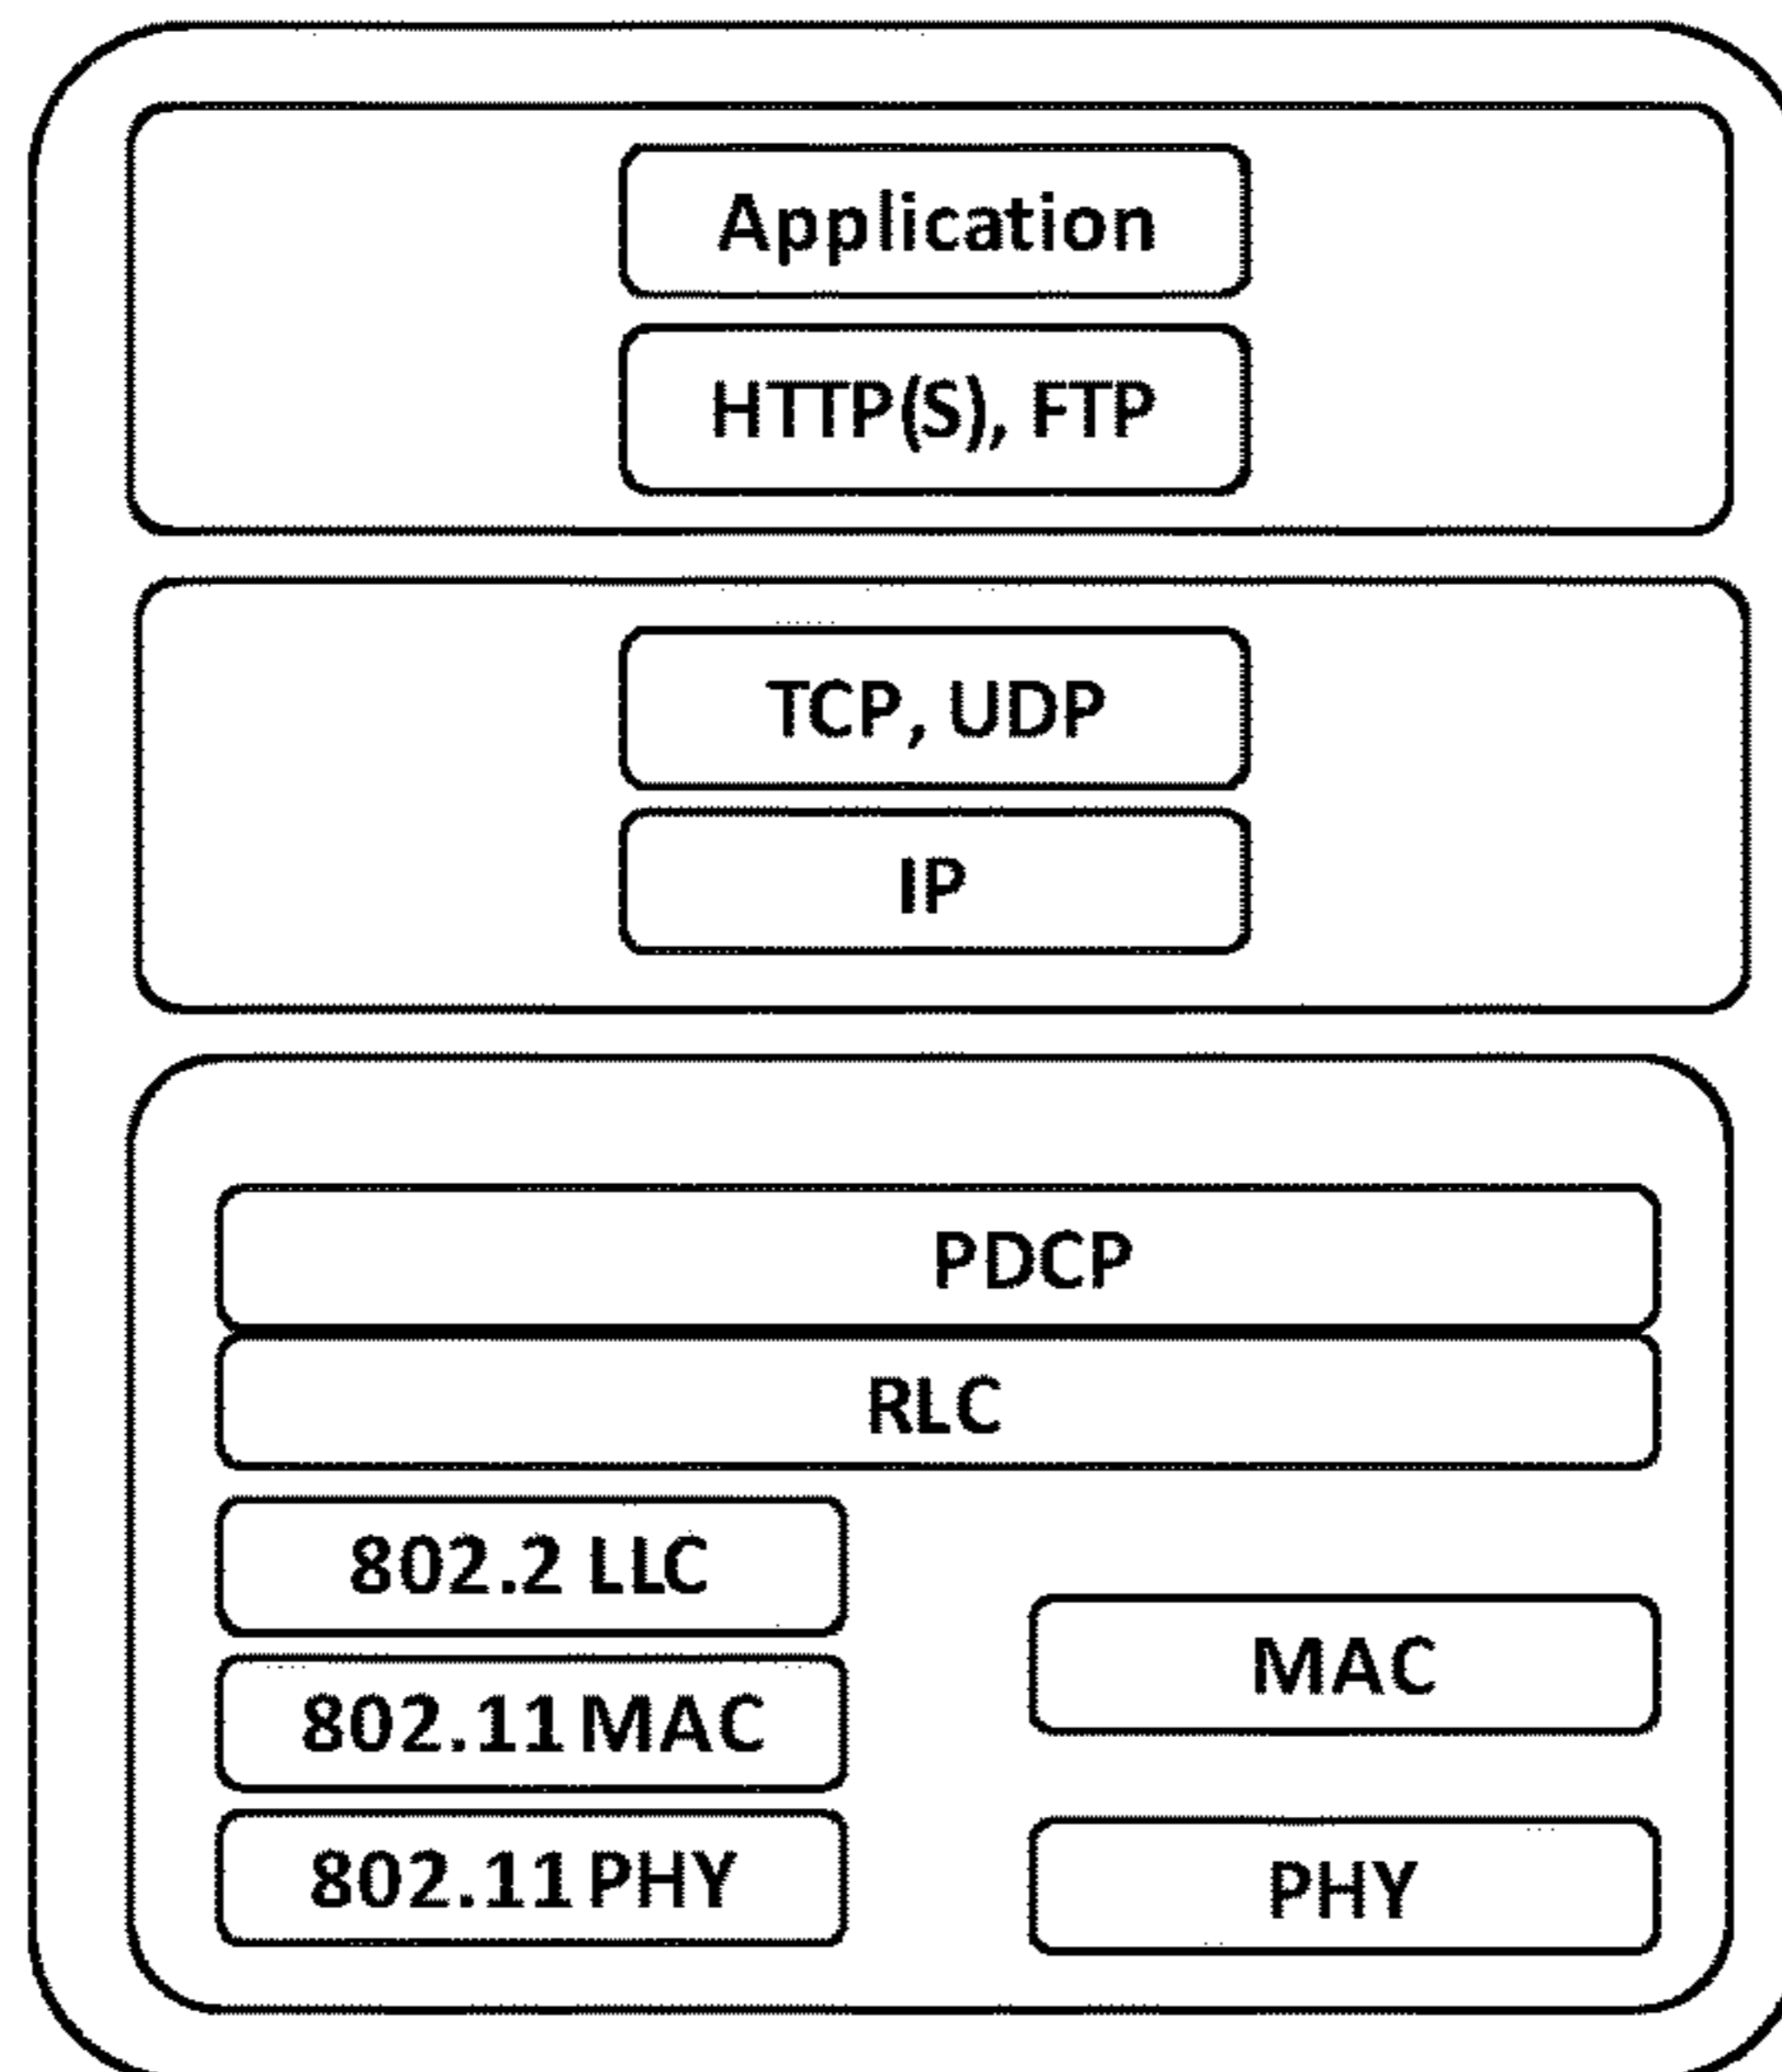 Application
HTTP(S), FTP
TCP, UDP
IP
PDCP
RLC
802.2 LLC
802.11 MAC
802.11 PHY
MAC
PHY